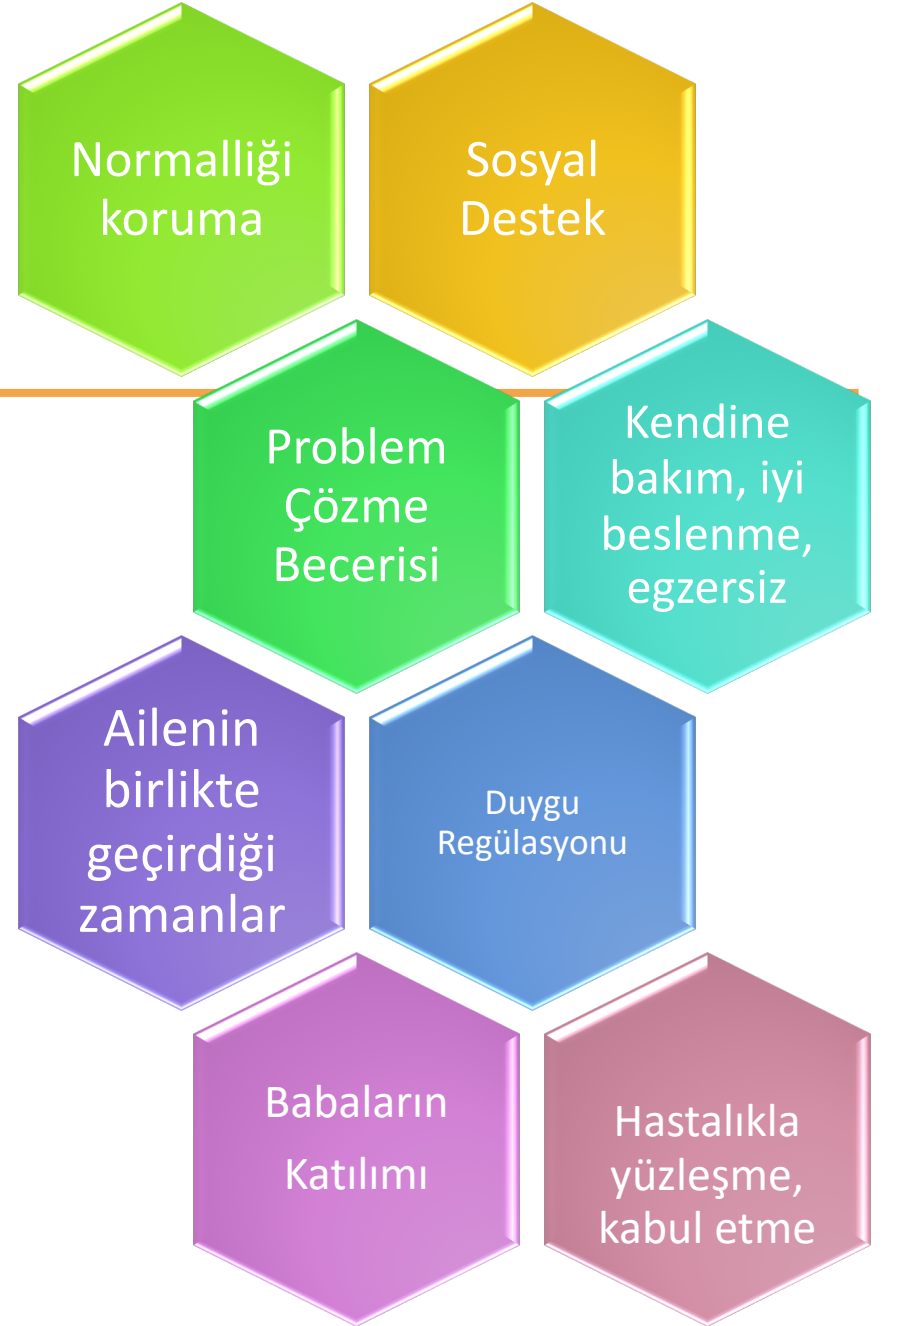 Normalliği
koruma
Sosyal
Destek
Problem
Çözme
Becerisi
Kendine
bakım, iyi
beslenme,
egzersiz
Ailenin
birlikte
geçirdiği
zamanlar
Duygu
Regülasyonu
Babaların
Katılımı
Hastalıkla
yüzleşme,
kabul etme